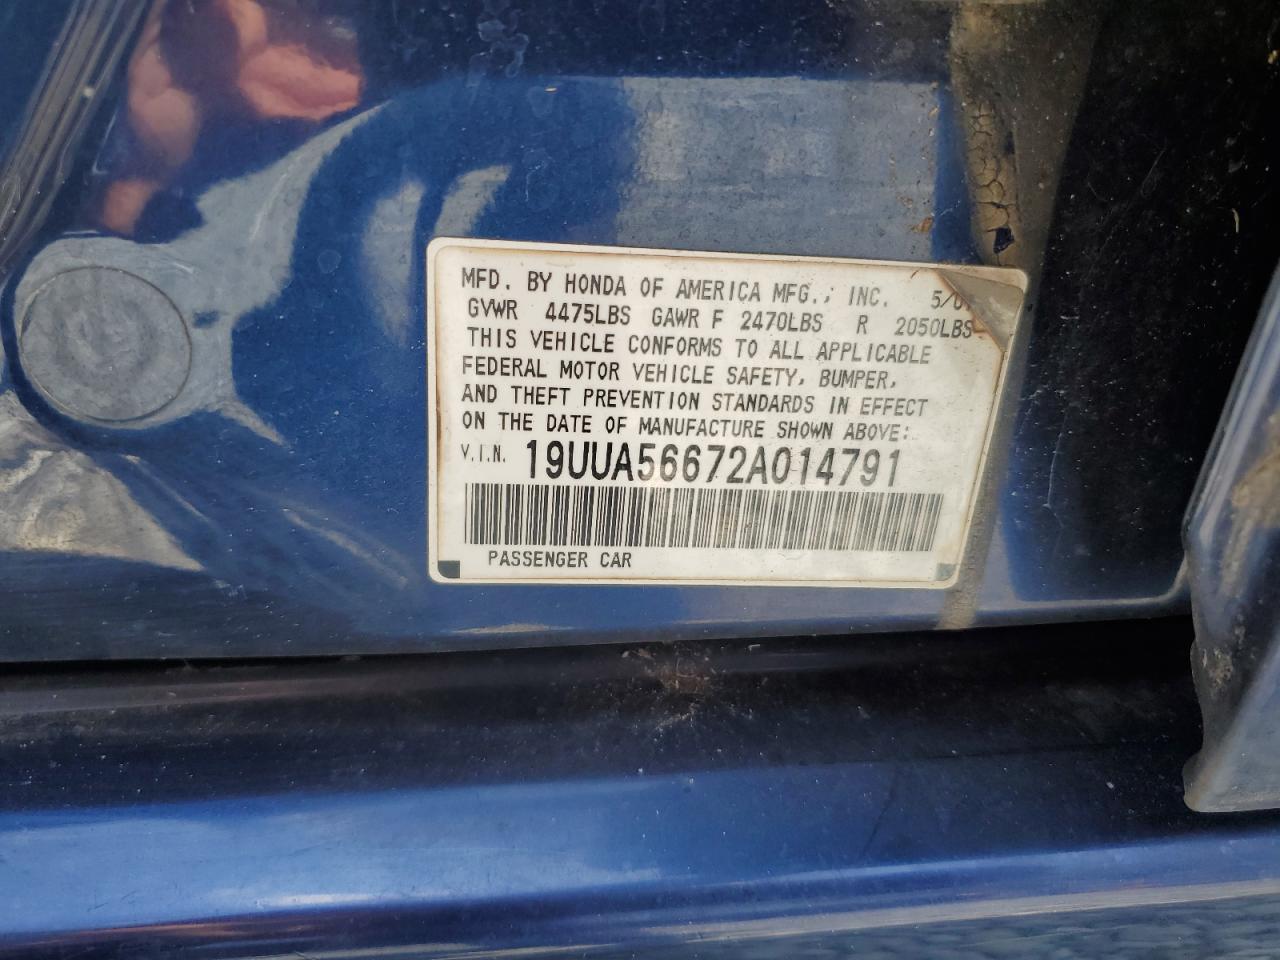 MFD. BY HONDA OF AMERICA MFG., INC.
GVWR 4475LBS GAWR F 2470LBS R 2050LBS
THIS VEHICLE CONFORMS TO ALL APPLICABLE
FEDERAL MOTOR VEHICLE SAFETY, BUMPER,
AND THEFT PREVENTION STANDARDS IN EFFECT
ON THE DATE OF MANUFACTURE SHOWN ABOVE:
V.I.N. 19UUA56672A014791
PASSENGER CAR